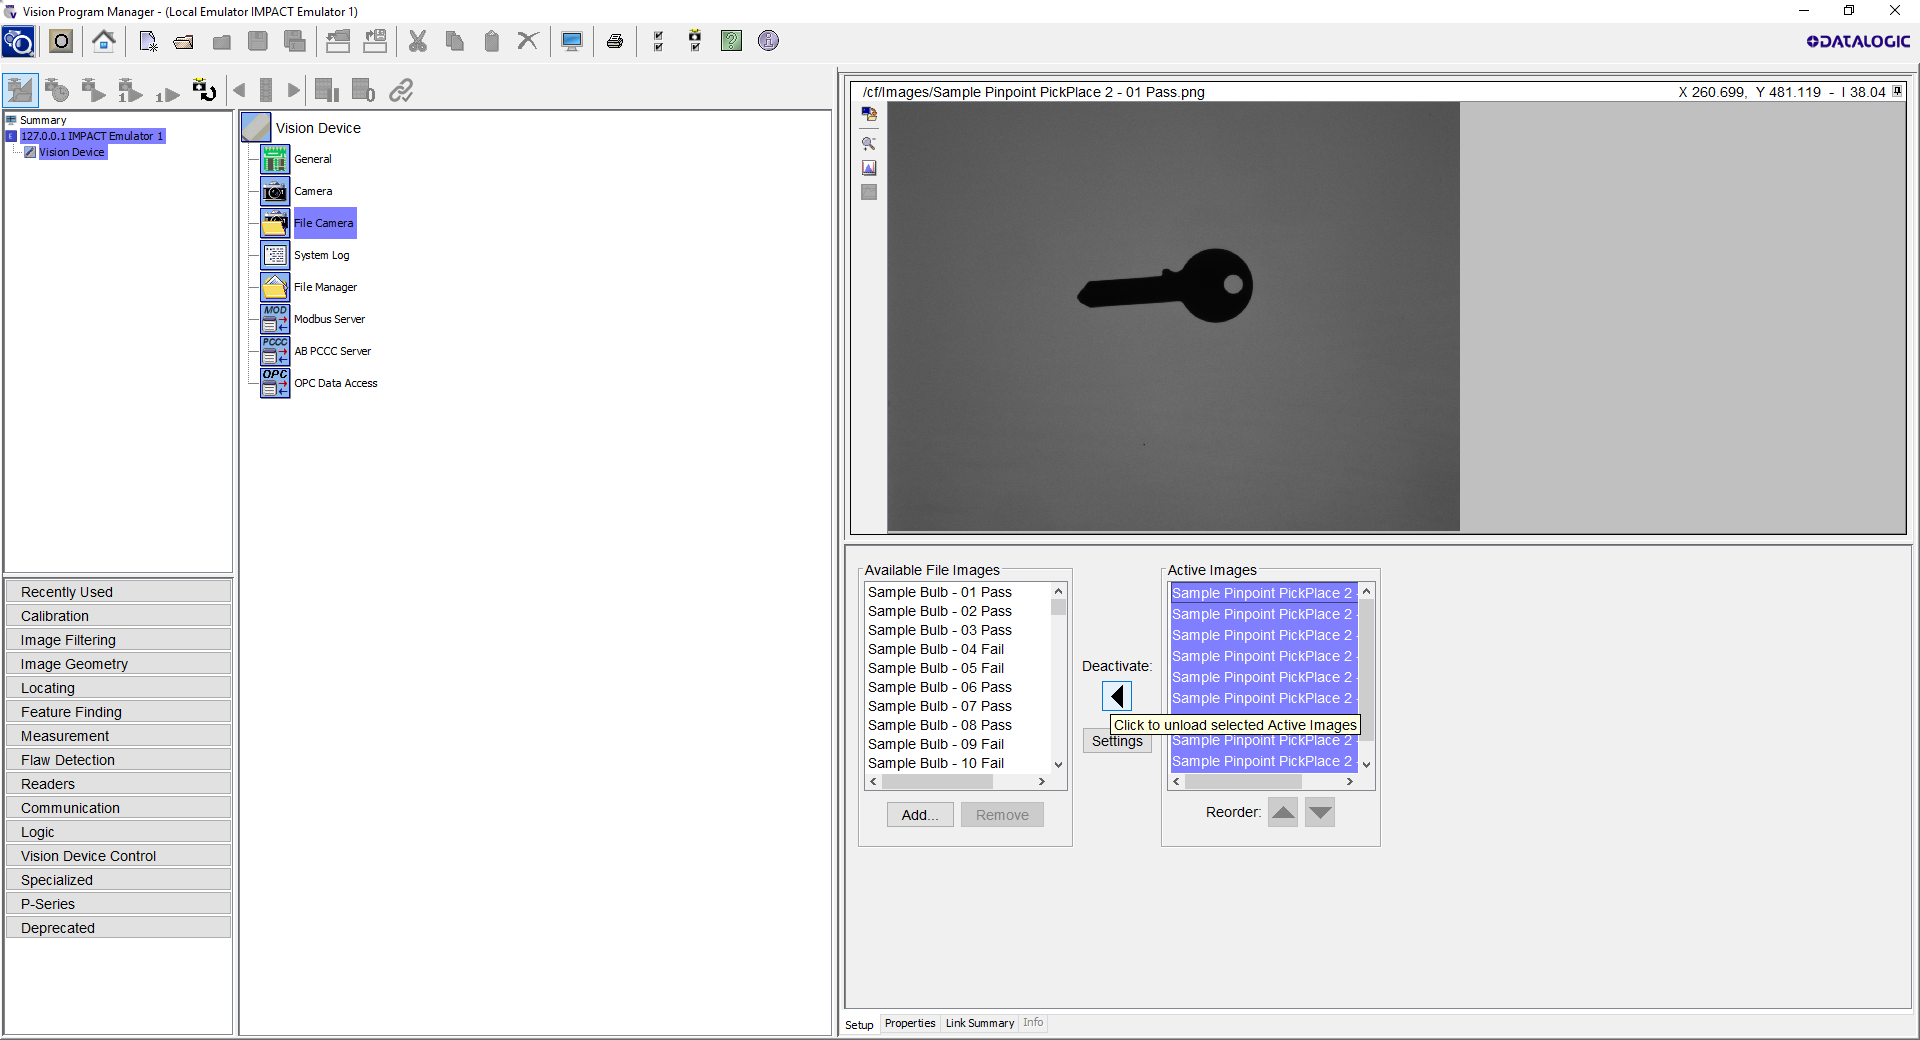 Vision Program Manager - (Local Emulator IMPACT Emulator 1)
DATALOGIC
Summary
127.0.0.1 IMPACT Emulator 1
Vision Device
Vision Device
General
Camera
File Camera
System Log
File Manager
MOD
Modbus Server
PCCC
AB PCCC Server
OPC
OPC Data Access
Recently Used
Calibration
Image Filtering
Image Geometry
Locating
Feature Finding
Measurement
Flaw Detection
Readers
Communication
Logic
Vision Device Control
Specialized
P-Series
Deprecated
/cf/Images/Sample Pinpoint PickPlace 2 - 01 Pass.png
X 260.699, Y 481.119 - I 38.04
Available File Images
Sample Bulb - 01 Pass
Sample Bulb - 02 Pass
Sample Bulb - 03 Pass
Sample Bulb - 04 Fail
Sample Bulb - 05 Fail
Sample Bulb - 06 Pass
Sample Bulb - 07 Pass
Sample Bulb - 08 Pass
Sample Bulb - 09 Fail
Sample Bulb - 10 Fail
Add...
Remove
Deactivate:
Settings
Click to unload selected Active Images
Active Images
Sample Pinpoint PickPlace 2 -
Sample Pinpoint PickPlace 2 -
Sample Pinpoint PickPlace 2 -
Sample Pinpoint PickPlace 2 -
Sample Pinpoint PickPlace 2 -
Sample Pinpoint PickPlace 2 -
Sample Pinpoint PickPlace 2 -
Sample Pinpoint PickPlace 2 -
Reorder:
Setup
Properties
Link Summary
Info